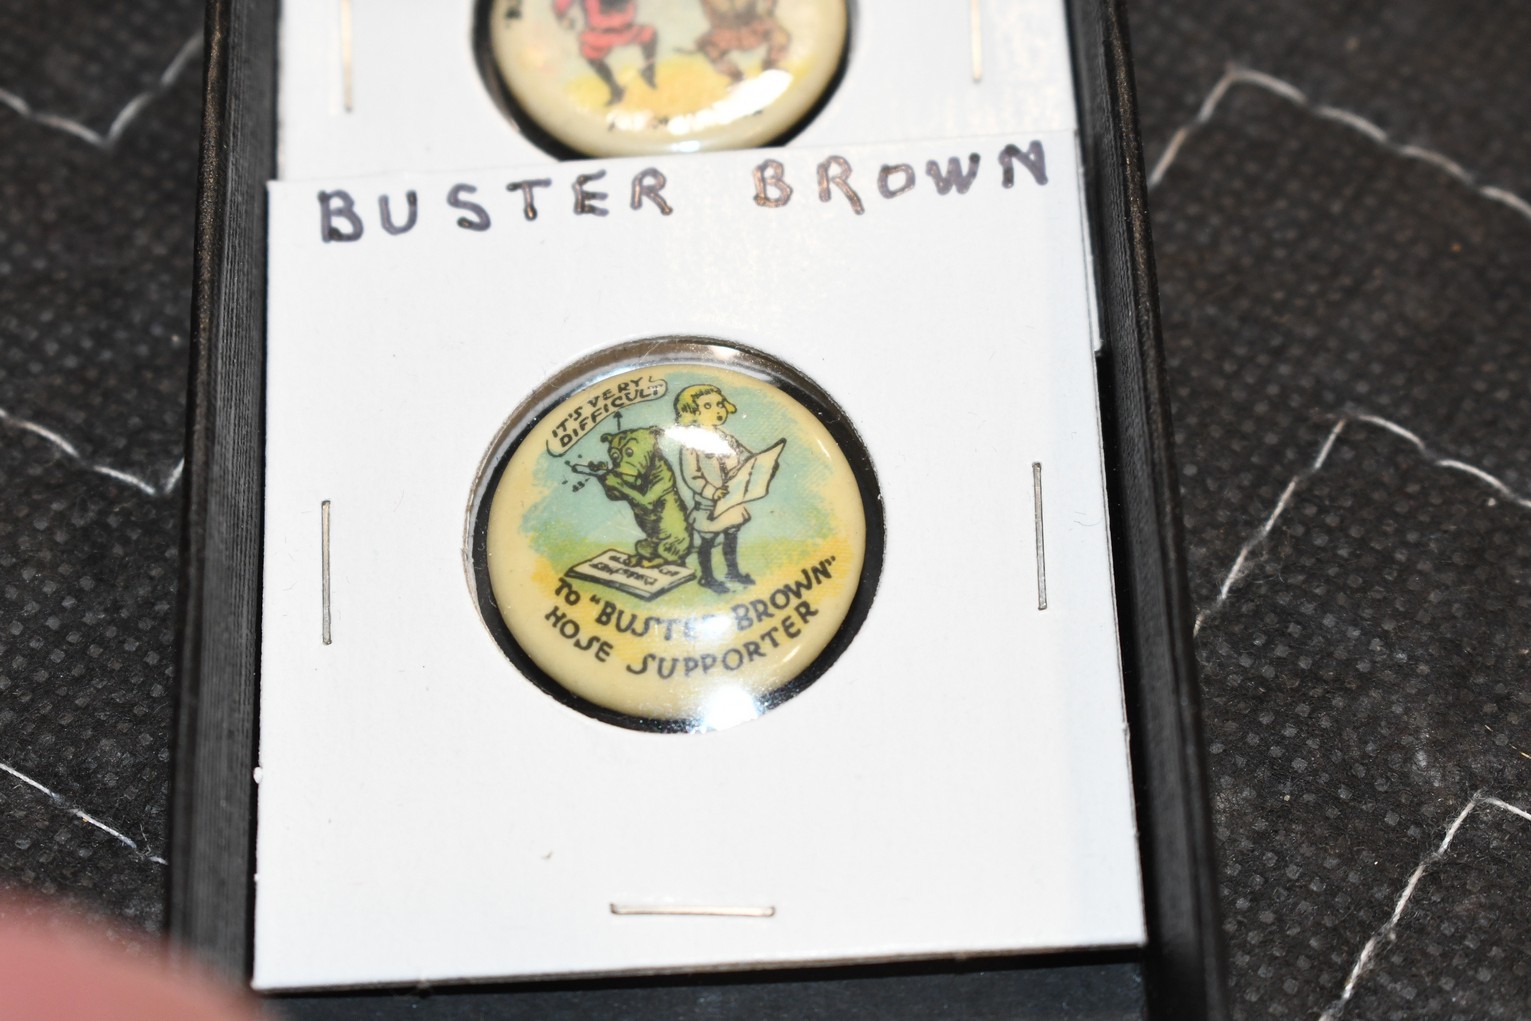 BUSTER BROWN
IT'S VERY
DIFFICULT
TO "BUSTER BROWN"
HOSE SUPPORTER